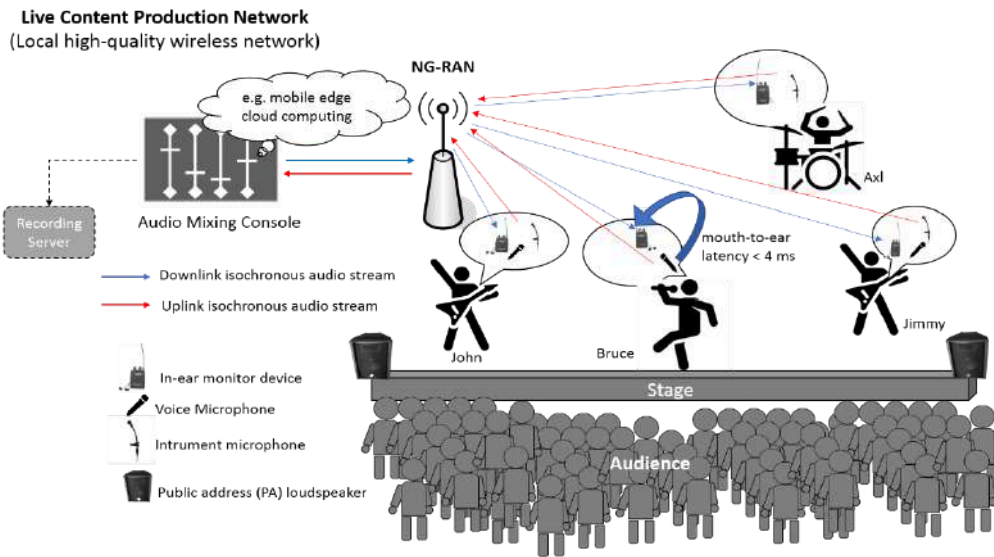 Live Content Production Network
(Local high-quality wireless network)
NG-RAN
e.g. mobile edge
cloud computing
Axl
Recording
Server
Audio Mixing Console
mouth-to-ear
latency < 4 ms
Downlink isochronous audio stream
Uplink isochronous audio stream
John
Bruce
Jimmy
In-ear monitor device
Stage
Voice Microphone
Intrument microphone
Audience
Public address (PA) loudspeaker